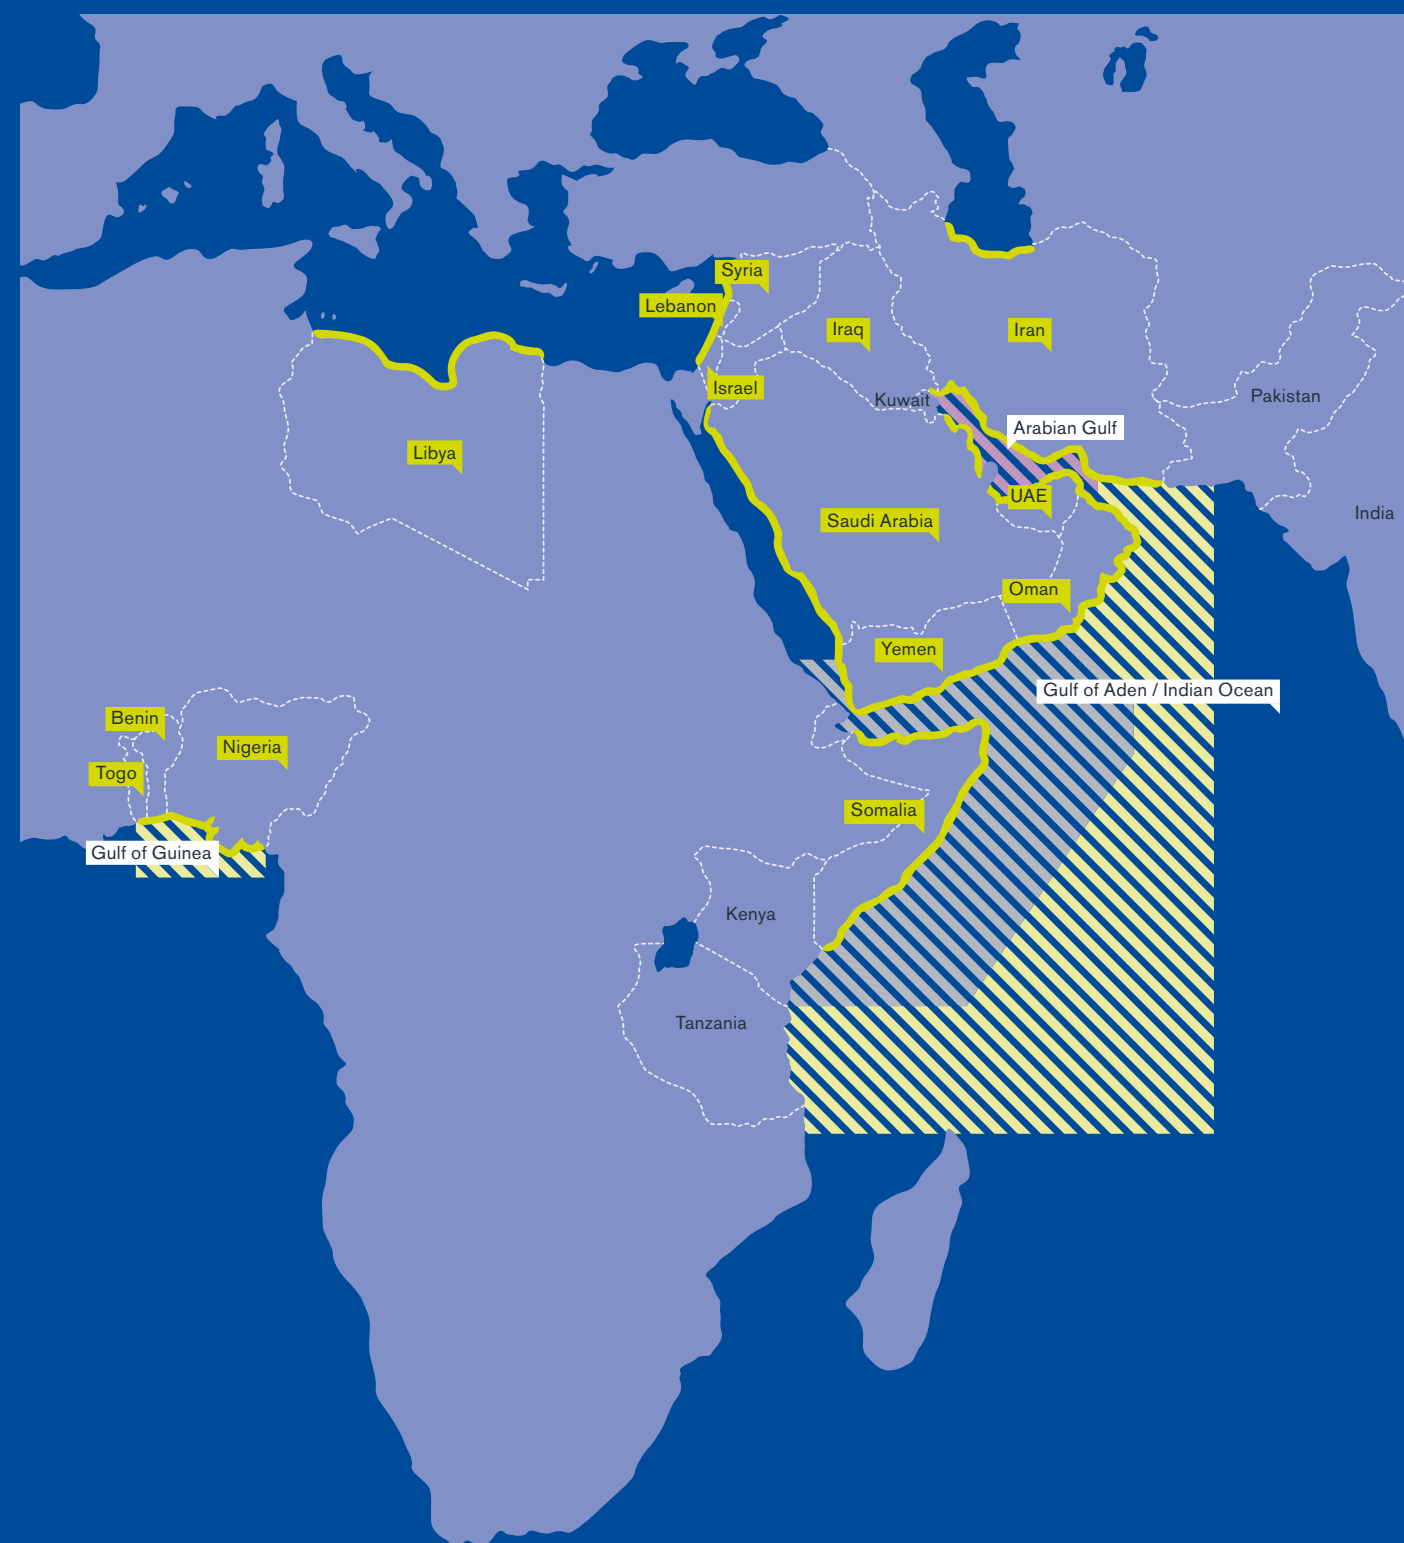 Syria
Lebanon
Iraq
Iran
Israel
Kuwait
Pakistan
Arabian Gulf
Libya
UAE
India
Saudi Arabia
Oman
Yemen
Gulf of Aden / Indian Ocean
Benin
Nigeria
Togo
Somalia
Gulf of Guinea
Kenya
Tanzania